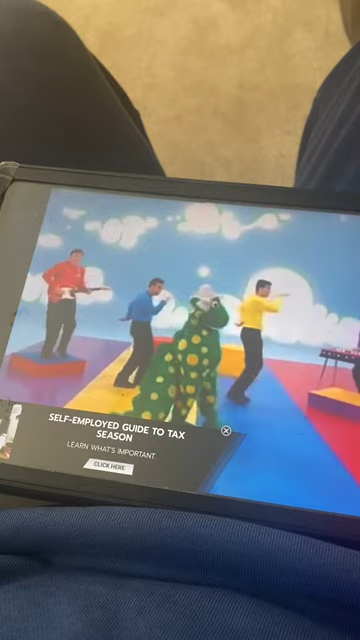 SELF-EMPLOYED GUIDE TO TAX
SEASON
LEARN WHAT'S IMPORTANT.
CLICK HERE